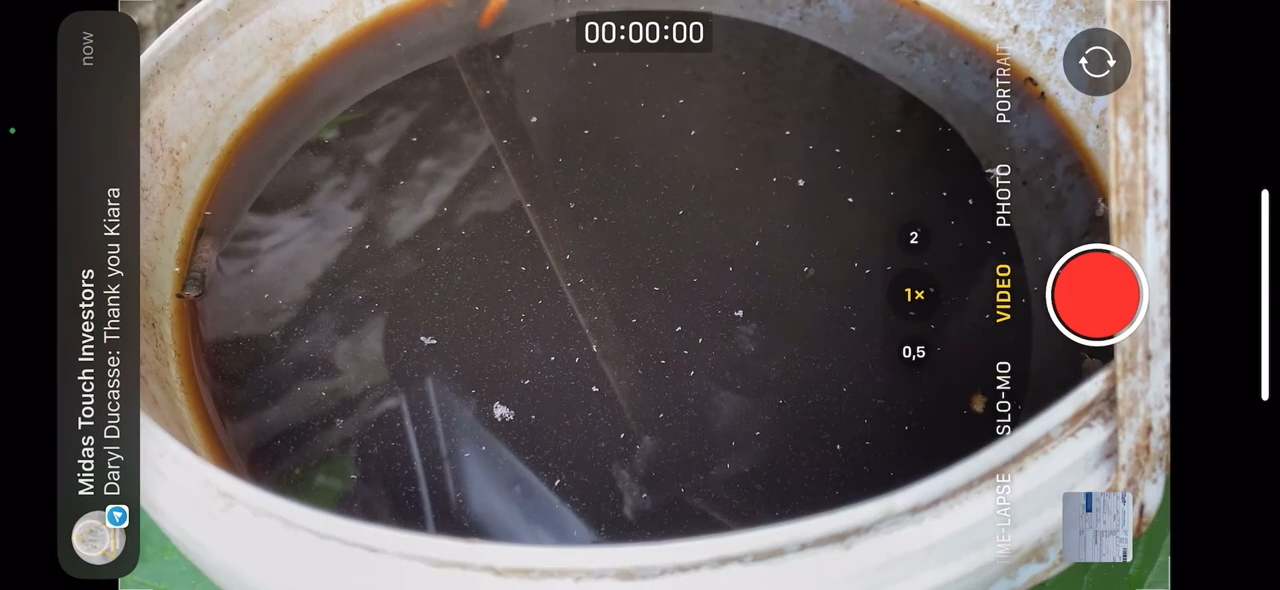 now
Midas Touch Investors
Daryl Ducasse: Thank you Kiara
00:00:00
PORTRAIT
PHOTO
VIDEO
SLO-MO
TIME-LAPSE
2
1×
0,5